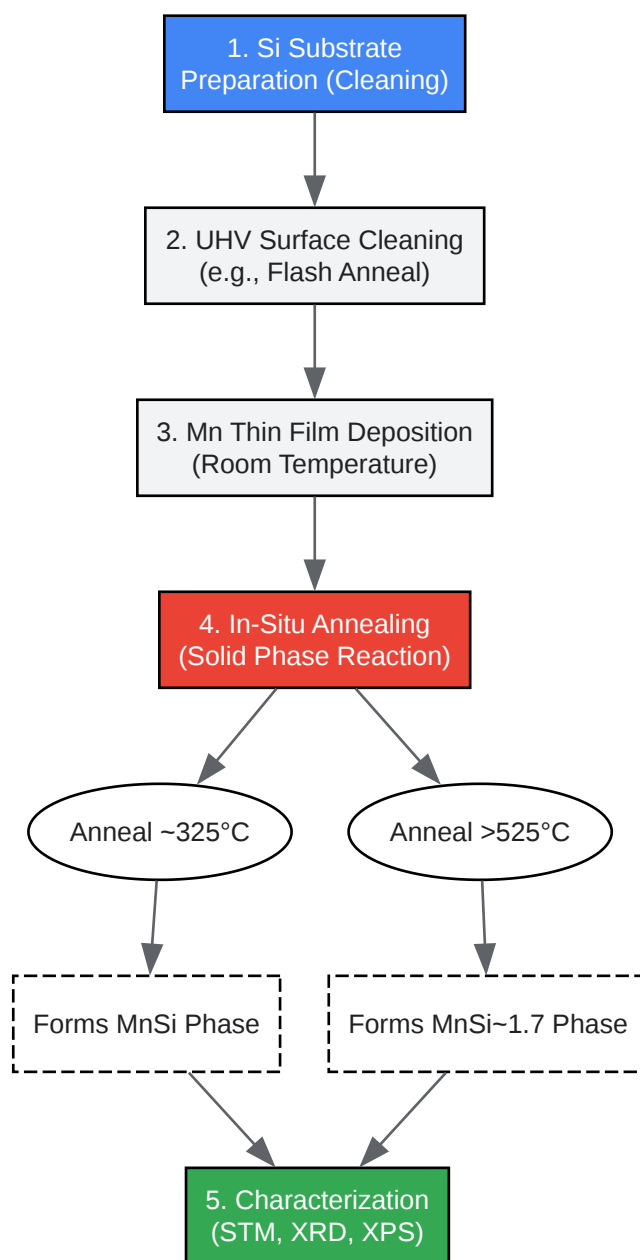 1. Si Substrate
Preparation (Cleaning)
2. UHV Surface Cleaning
(e.g., Flash Anneal)
3. Mn Thin Film Deposition
(Room Temperature)
4. In-Situ Annealing
(Solid Phase Reaction)
Anneal ~325°C
Anneal >525°C
Forms MnSi Phase
Forms MnSi~1.7 Phase
5. Characterization
(STM, XRD, XPS)